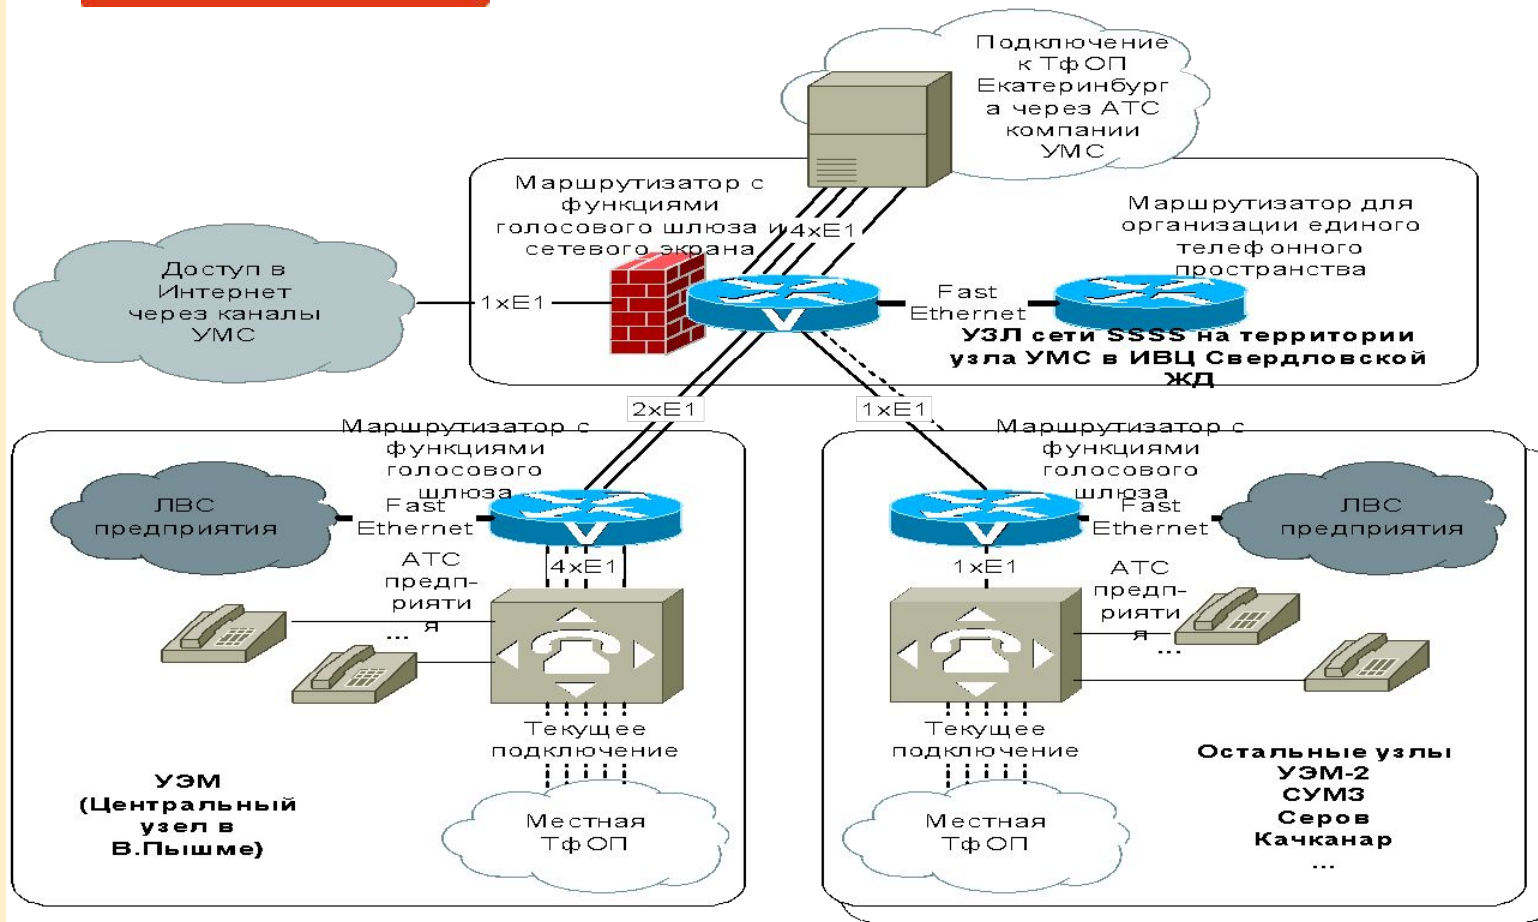 Подключение
к ТфОП
Екатеринбург
а через АТС
компании
УМС
Маршрутизатор с
функциями
голосового шлюза и
сетевого экрана
4xE1
Маршрутизатор для
организации единого
телефонного
пространства
Доступ в
Интернет
через каналы
УМС
1xE1
Fast
Ethernet
УЗЛ сети SSSS на территории
узла УМС в ИВЦ Свердловской
ЖД
2xE1
1xE1
Маршрутизатор с
функциями
голосового
шлюза
ЛВС
предприятия
Fast
Ethernet
4xE1
АТС
предп-
рияти
я
...
Текущее
подключение
Местная
ТфОП
УЭМ
(Центральный
узел в
В.Пышме)
Маршрутизатор с
функциями
голосового
шлюза
Fast
Ethernet
ЛВС
предприятия
1xE1
АТС
предп-
рияти
я
...
Текущее
подключение
Местная
ТфОП
Остальные узлы
УЭМ-2
СУМЗ
Серов
Качканар
...